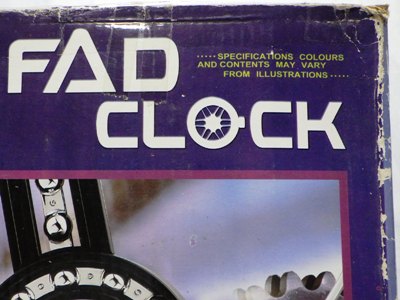 FAD
CLOCK
.....SPECIFICATIONS COLOURS
AND CONTENTS MAY VARY
FROM ILLUSTRATIONS.....